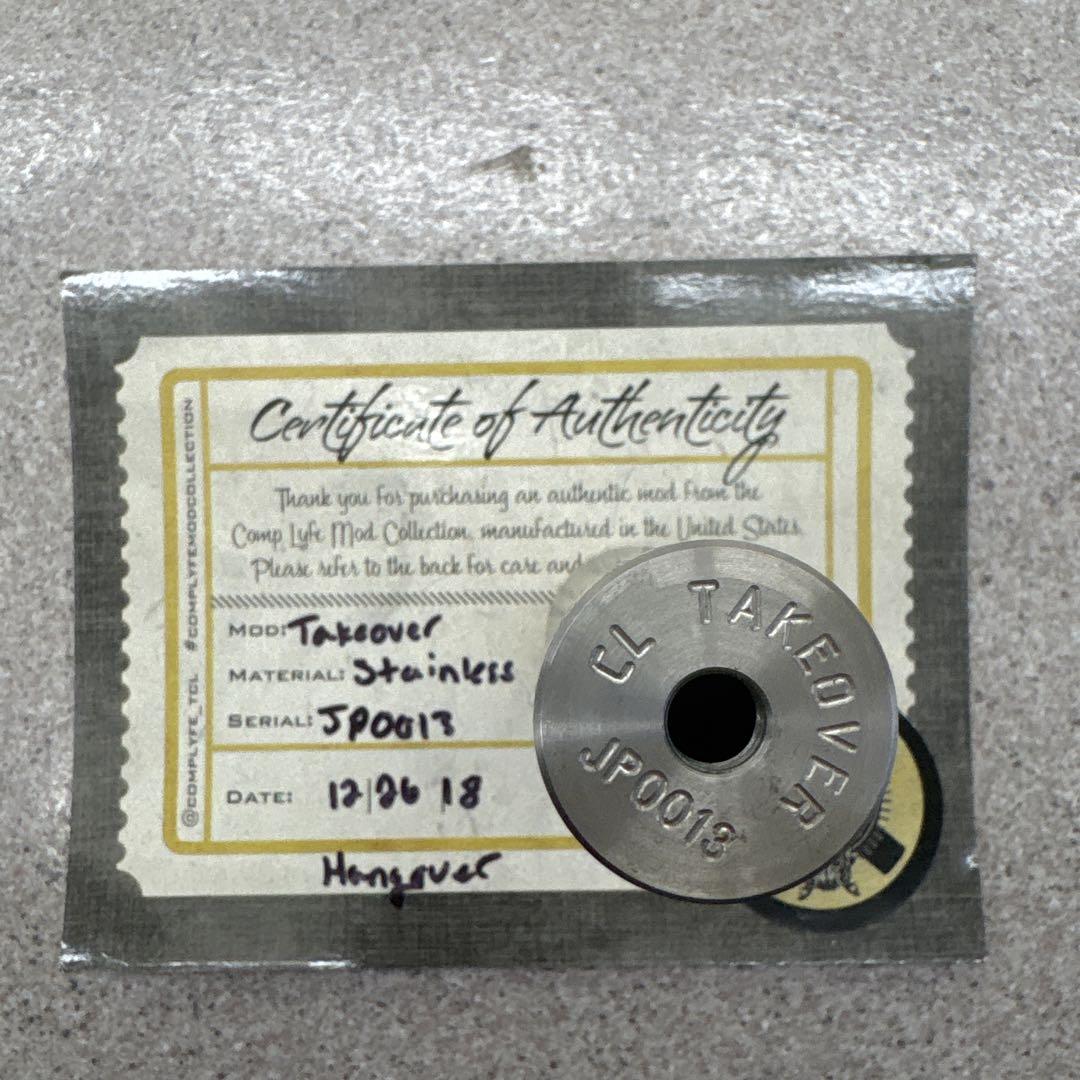 Certificate of Authenticity
Thank you for purchasing an authentic mod from the
Comp Lyfe Mod Collection, manufactured in the United States.
Please refer to the back for care and
MOD: Takeover
MATERIAL: Stainless
SERIAL: JP0013
DATE: 12/26/18
Hangover
@COMPLYFE_TCL #COMPLYFEMODCOLLECTION
CL TAKEOVER
JP0013